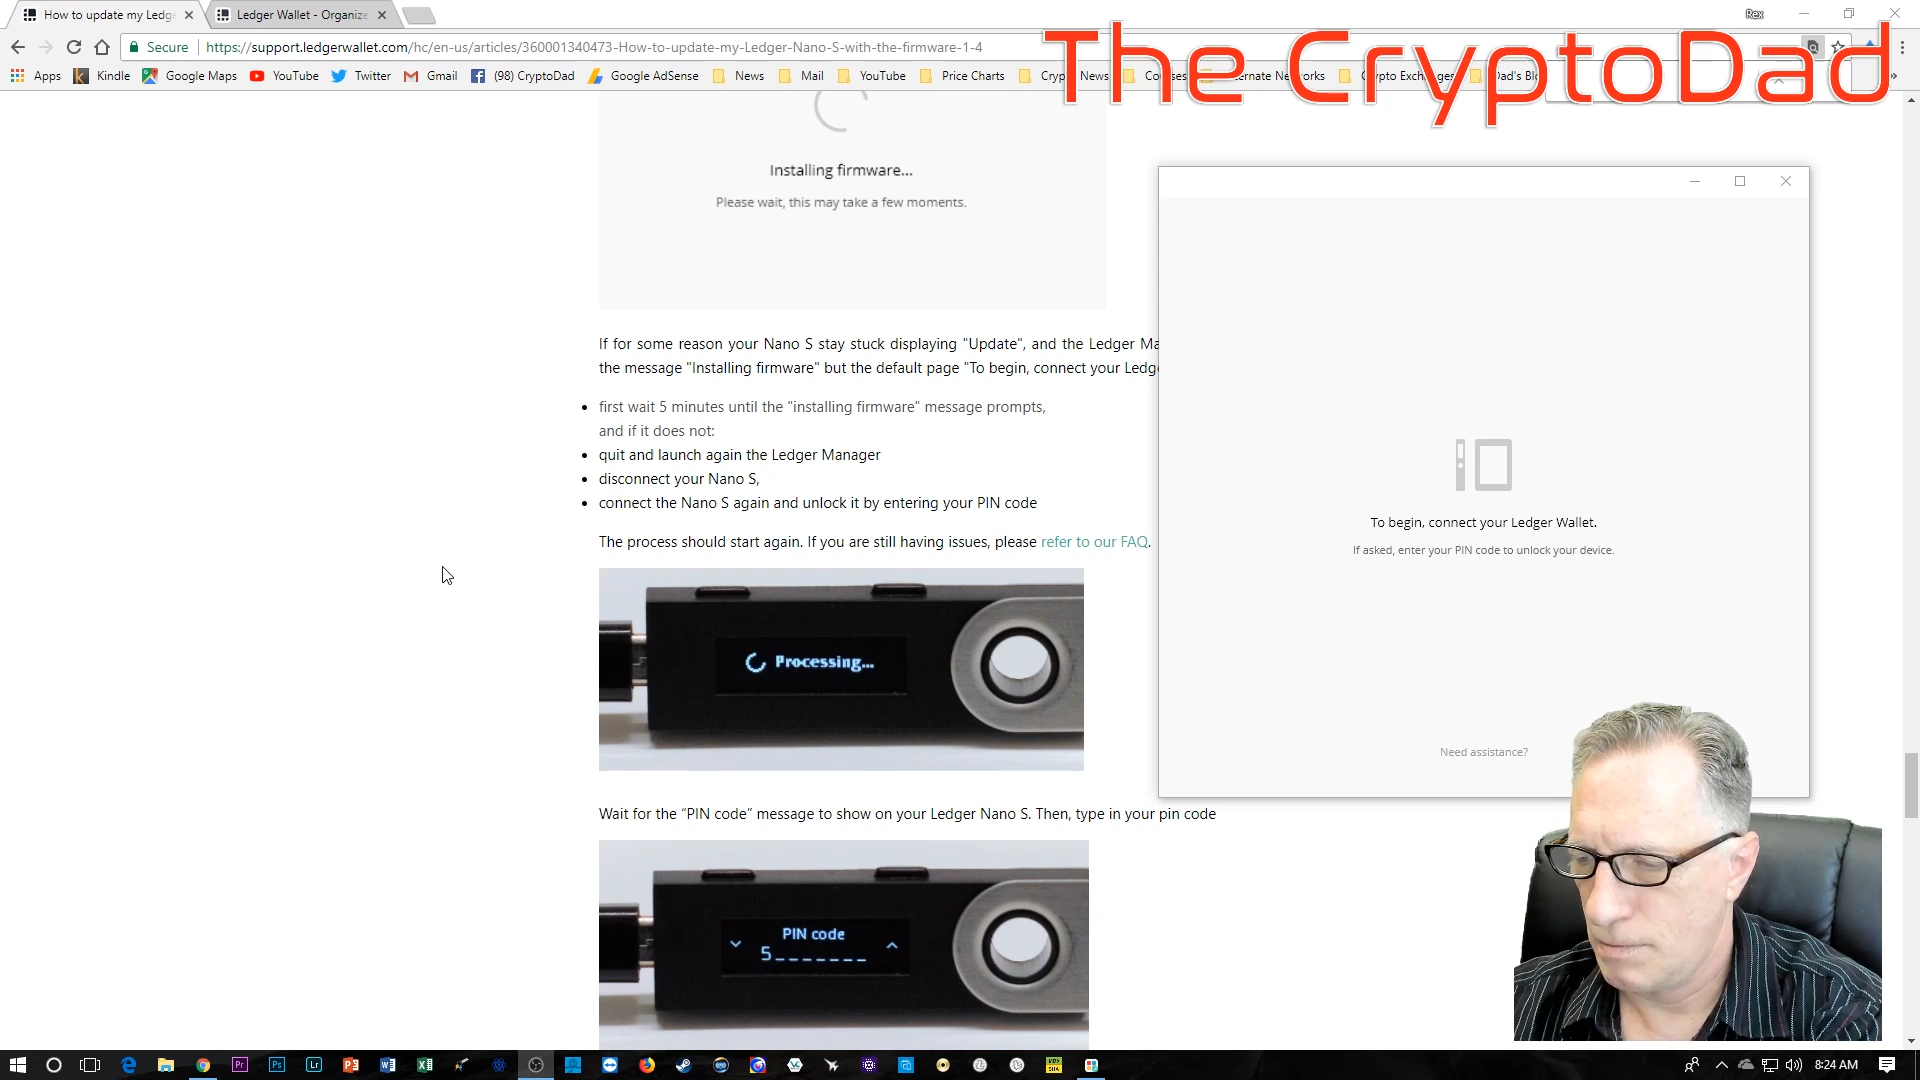 How to update my Ledg
Ledger Wallet - Organize
Rex
Secure
https://support.ledgerwallet.com/hc/en-us/articles/360001340473-How-to-update-my-Ledger-Nano-S-with-the-firmware-1-4
The CryptoDad
Apps
Kindle
Google Maps
YouTube
Twitter
Gmail
(98) CryptoDad
Google AdSense
News
Mail
YouTube
Price Charts
Installing firmware...
Please wait, this may take a few moments.
If for some reason your Nano S stay stuck displaying "Update", and the Ledger Ma
the message "Installing firmware" but the default page "To begin, connect your Ledg
first wait 5 minutes until the "installing firmware" message prompts,
and if it does not:
quit and launch again the Ledger Manager
disconnect your Nano S,
connect the Nano S again and unlock it by entering your PIN code
The process should start again. If you are still having issues, please refer to our FAQ.
Processing...
Wait for the “PIN code” message to show on your Ledger Nano S. Then, type in your pin code
PIN code
5_______
To begin, connect your Ledger Wallet.
If asked, enter your PIN code to unlock your device.
Need assistance?
8:24 AM